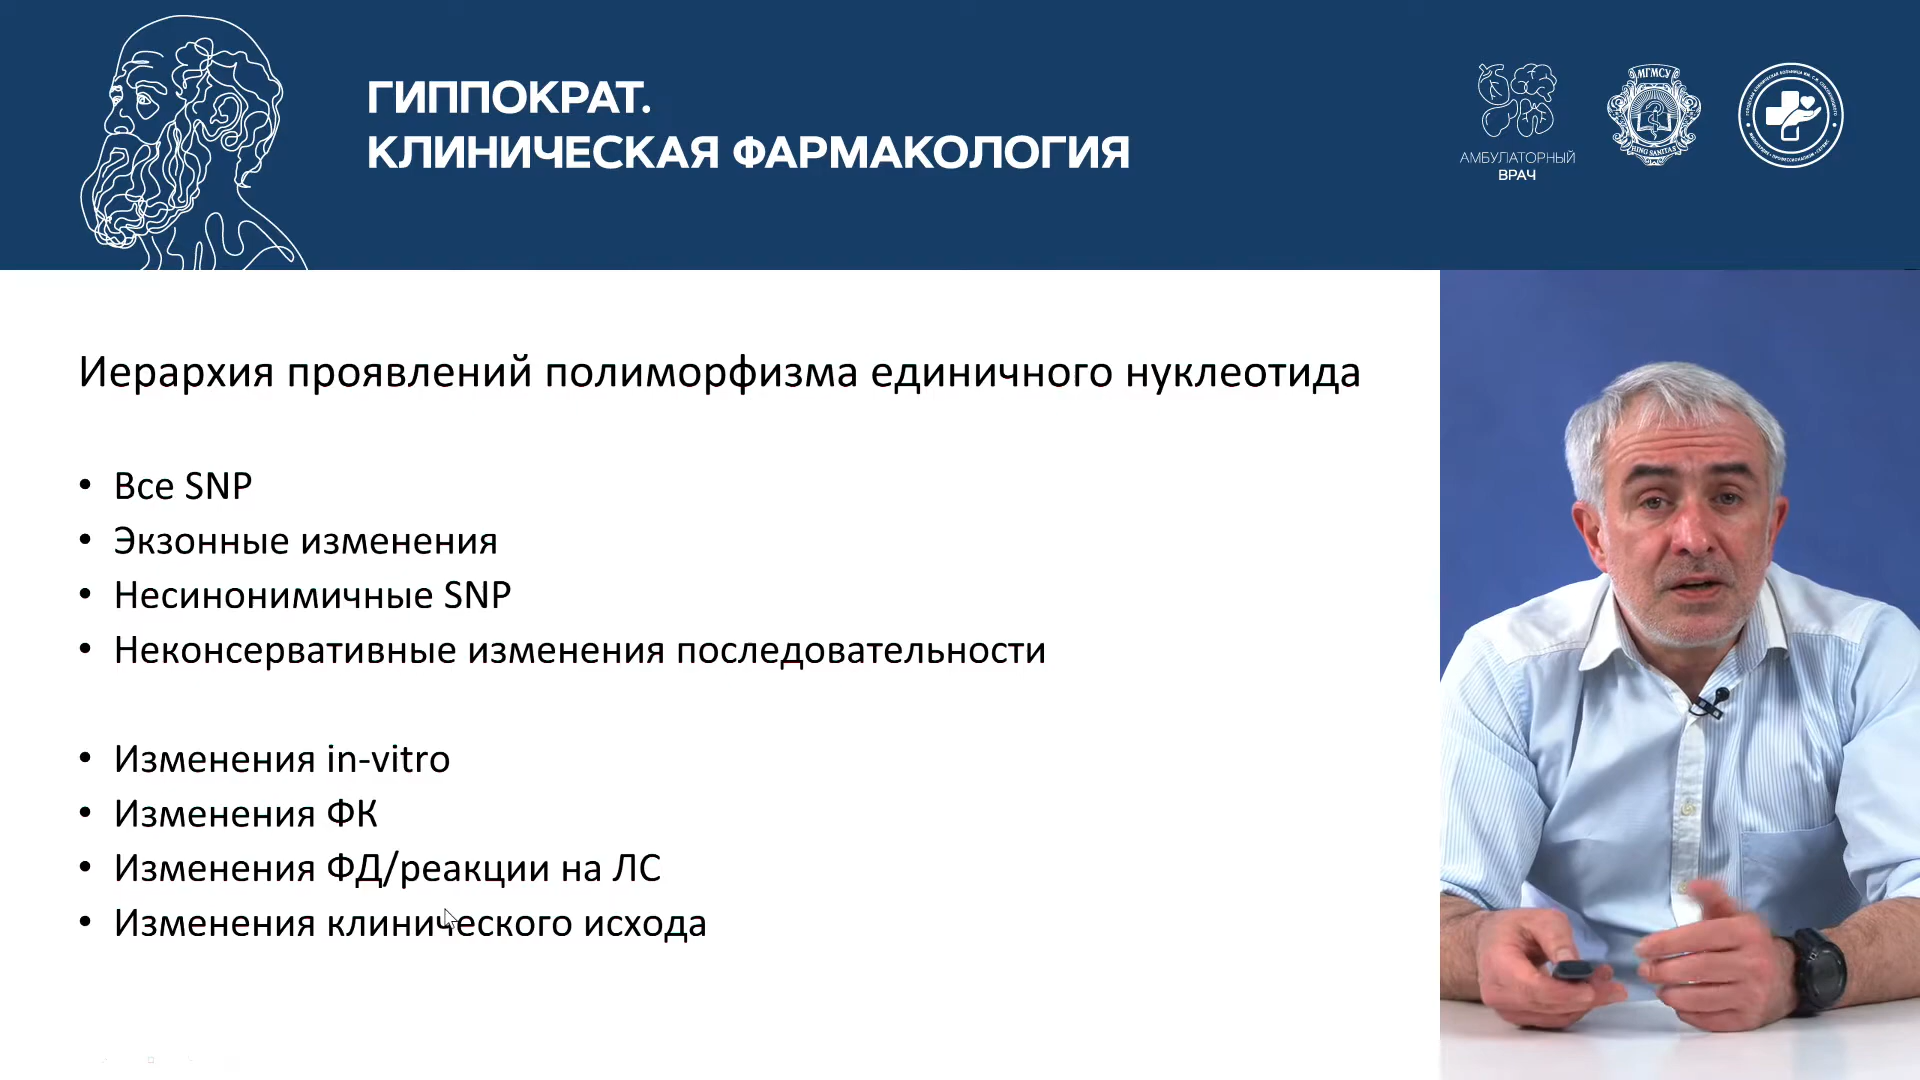 ГИППОКРАТ.
КЛИНИЧЕСКАЯ ФАРМАКОЛОГИЯ
АМБУЛАТОРНЫЙ
ВРАЧ
МГМСУ
Иерархия проявлений полиморфизма единичного нуклеотида
• Все SNP
• Экзонные изменения
• Несинонимичные SNP
• Неконсервативные изменения последовательности
• Изменения in-vitro
• Изменения ФК
• Изменения ФД/реакции на ЛС
• Изменения клинического исхода